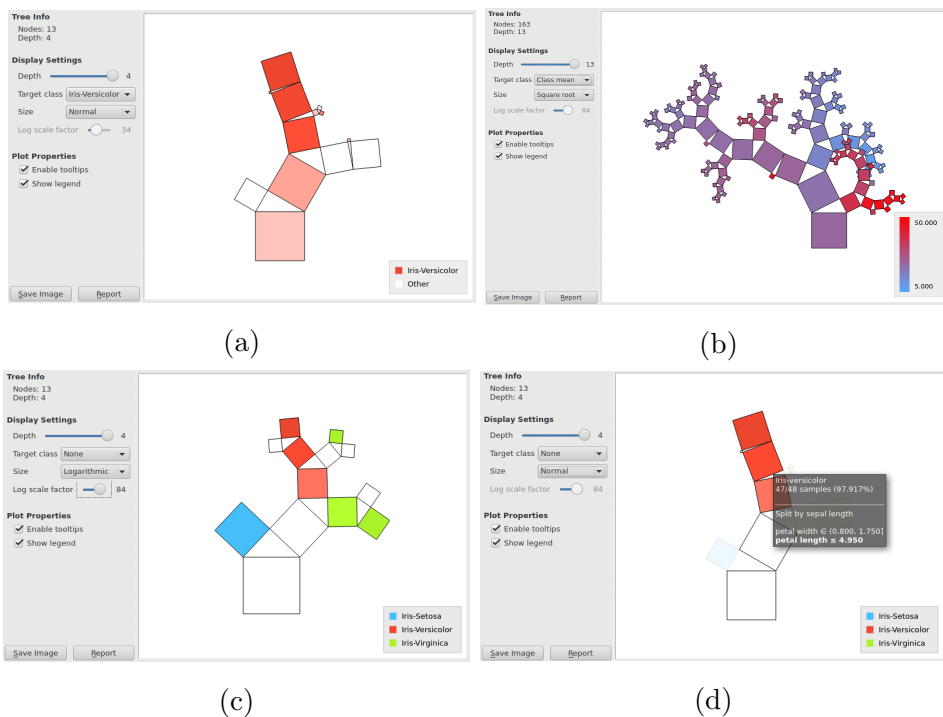 Tree Info
Nodes: 13
Depth: 4
Display Settings
Depth 4
Target class Iris-Versicolor
Size Normal
Log scale factor 34
Plot Properties
Enable tooltips
Show legend
Save Image Report
Iris-Versicolor
Other
(a)
Tree Info
Nodes: 163
Depth: 13
Display Settings
Depth 13
Target class Class mean
Size Square root
Log scale factor 84
Plot Properties
Enable tooltips
Show legend
Save Image Report
50.000
5.000
(b)
Tree Info
Nodes: 13
Depth: 4
Display Settings
Depth 4
Target class None
Size Logarithmic
Log scale factor 84
Plot Properties
Enable tooltips
Show legend
Save Image Report
Iris-Setosa
Iris-Versicolor
Iris-Virginica
(c)
Tree Info
Nodes: 13
Depth: 4
Display Settings
Depth 4
Target class None
Size Normal
Log scale factor 84
Plot Properties
Enable tooltips
Show legend
Save Image Report
Iris-versicolor
47/48 samples (97.917%)
Split by sepal length
petal width ∈ (0.800, 1.750]
petal length ≤ 4.950
Iris-Setosa
Iris-Versicolor
Iris-Virginica
(d)